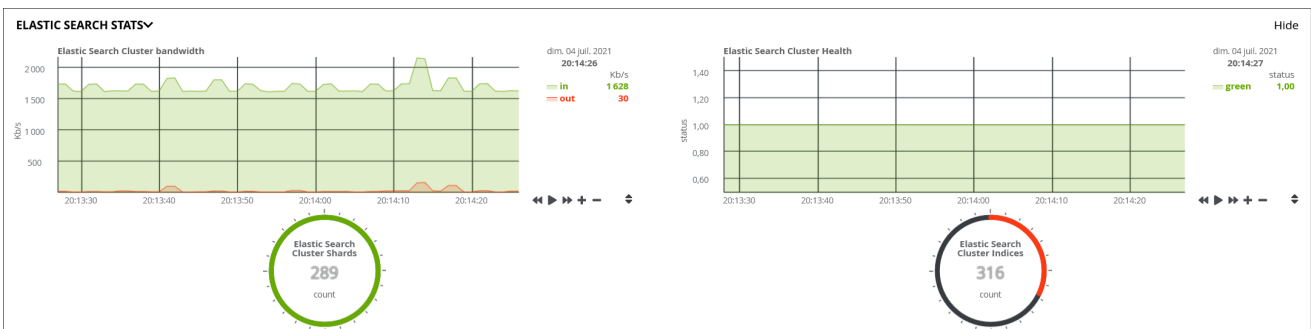 ELASTIC SEARCH STATS
Hide
Elastic Search Cluster bandwidth
dim. 04 juil. 2021
20:14:26
Kb/s
in 1 628
out 30
2 000
1 500
1 000
500
Kb/s
20:13:30 20:13:40 20:13:50 20:14:00 20:14:10 20:14:20
Elastic Search Cluster Health
dim. 04 juil. 2021
20:14:27
status
green 1,00
1,40
1,20
1,00
0,80
0,60
status
20:13:30 20:13:40 20:13:50 20:14:00 20:14:10 20:14:20
Elastic Search
Cluster Shards
289
count
Elastic Search
Cluster Indices
316
count